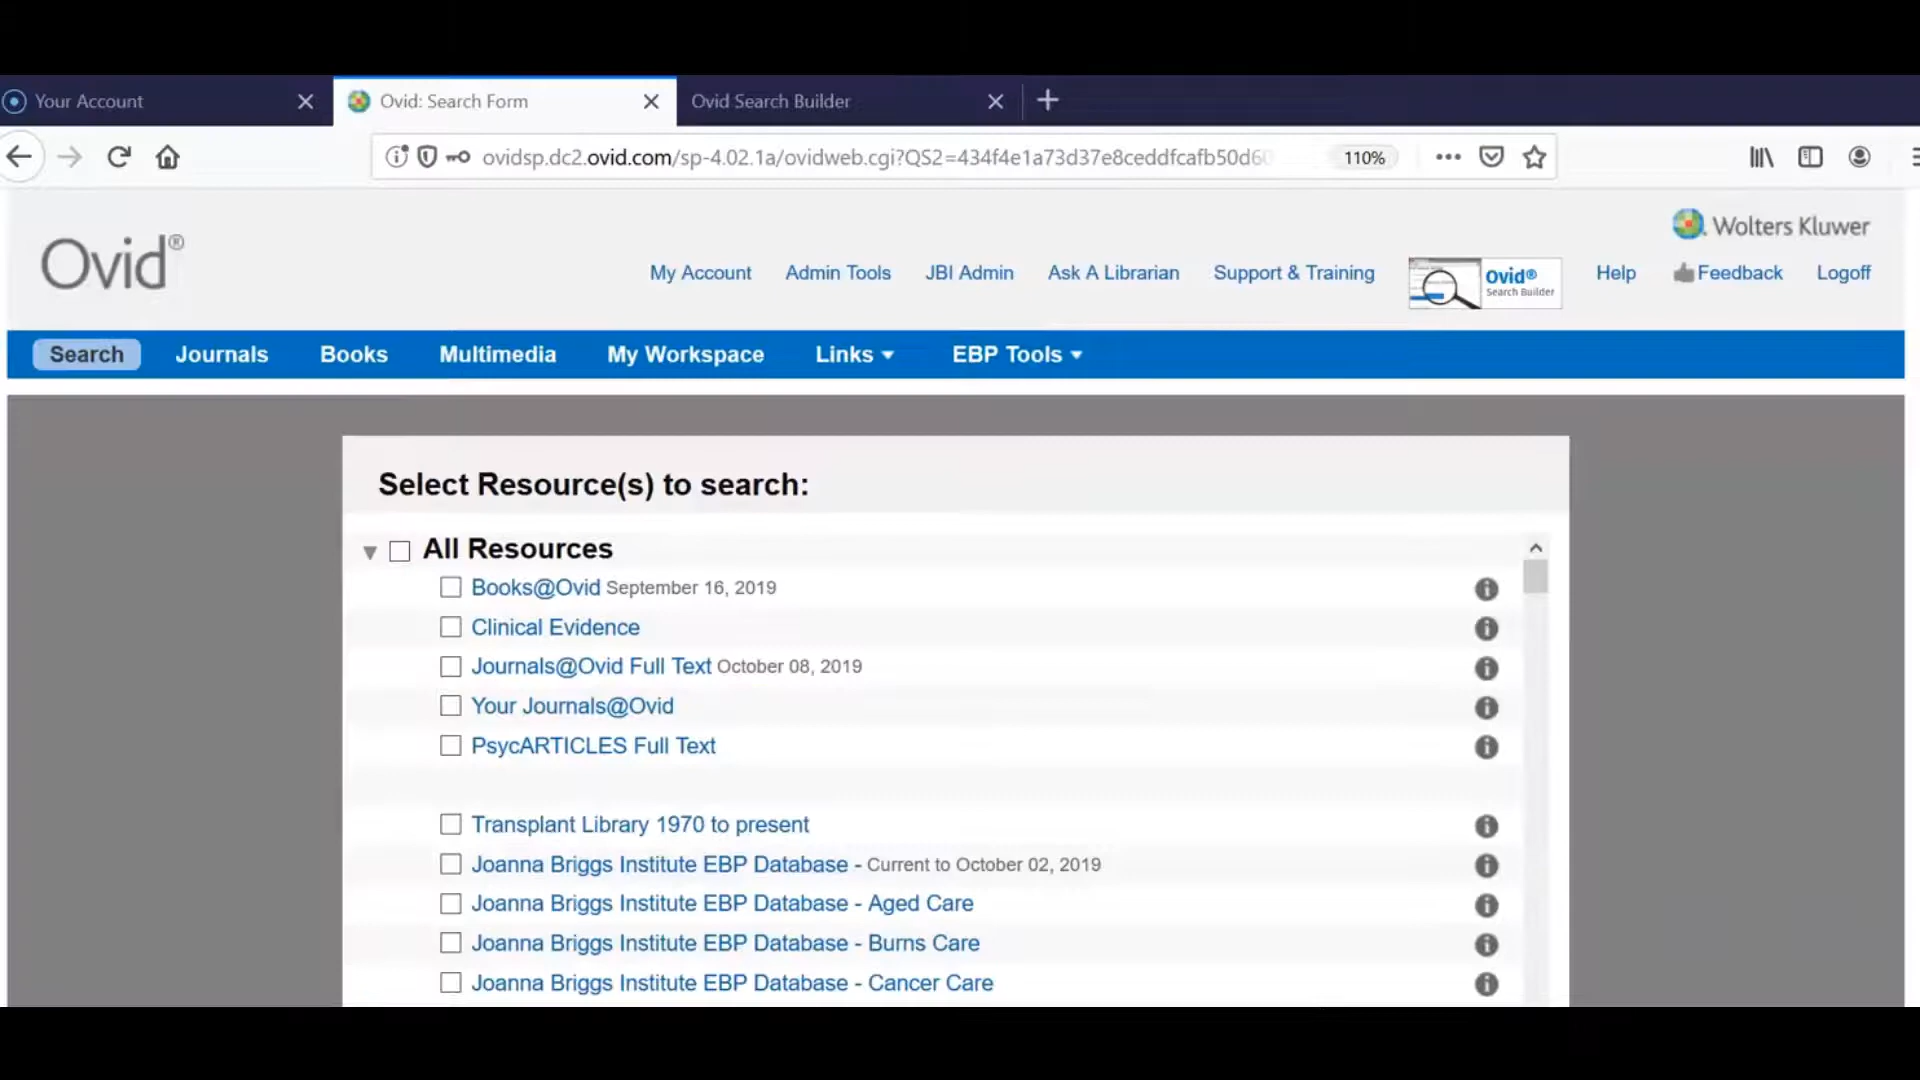 Your Account
Ovid: Search Form
Ovid Search Builder
ovidsp.dc2.ovid.com/sp-4.02.1a/ovidweb.cgi?QS2=434f4e1a73d37e8ceddfcafb50d60
110%
Wolters Kluwer
Ovid®
My Account
Admin Tools
JBI Admin
Ask A Librarian
Support & Training
Ovid®
Search Builder
Help
Feedback
Logoff
Search
Journals
Books
Multimedia
My Workspace
Links
EBP Tools
Select Resource(s) to search:
All Resources
Books@Ovid September 16, 2019
Clinical Evidence
Journals@Ovid Full Text October 08, 2019
Your Journals@Ovid
PsycARTICLES Full Text
Transplant Library 1970 to present
Joanna Briggs Institute EBP Database - Current to October 02, 2019
Joanna Briggs Institute EBP Database - Aged Care
Joanna Briggs Institute EBP Database - Burns Care
Joanna Briggs Institute EBP Database - Cancer Care